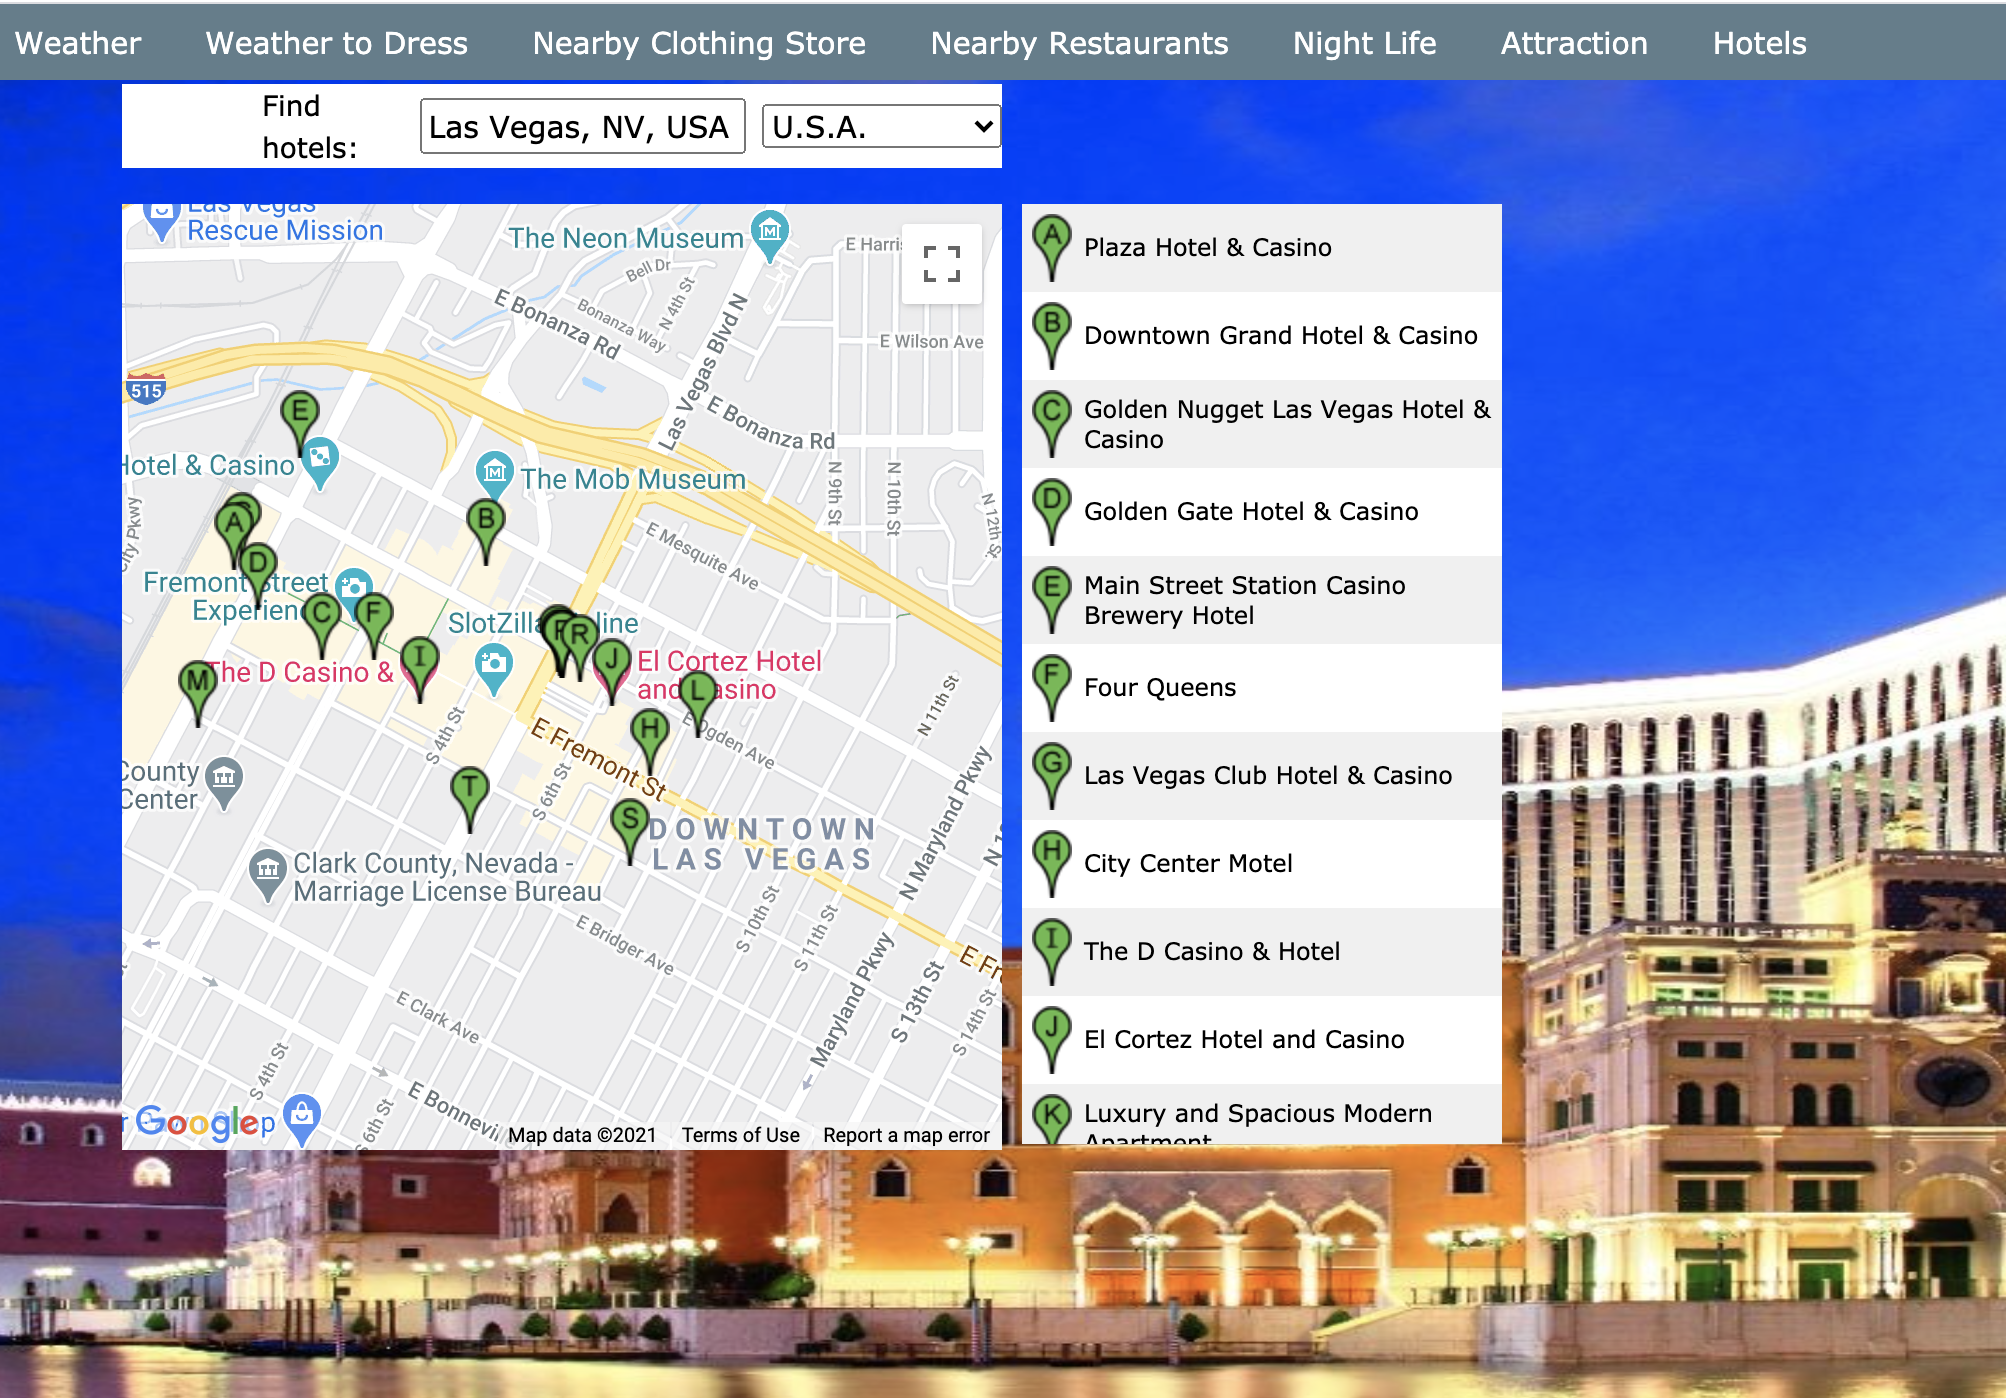 Weather
Weather to Dress
Nearby Clothing Store
Nearby Restaurants
Night Life
Attraction
Hotels
Find
hotels:
Las Vegas, NV, USA
U.S.A.
Las Vegas
Rescue Mission
The Neon Museum
E Harris
Bell Dr
N 4th St
E Bonanza Rd
Bonanza Way
Las Vegas Blvd N
E Wilson Ave
515
E
E Bonanza Rd
Hotel & Casino
The Mob Museum
N 9th St
N 10th St
N 12th St
A
B
D
E Mesquite Ave
Fremont Street
Experience
C
F
SlotZilla
line
R
I
J
The D Casino &
El Cortez Hotel
and Casino
M
L
H
E Ogden Ave
N 11th St
S 4th St
E Fremont St
S 6th St
County
Center
T
S
DOWNTOWN
LAS VEGAS
N Maryland Pkwy
Clark County, Nevada -
Marriage License Bureau
E Bridger Ave
S 10th St
S 11th St
Maryland Pkwy
S 13th St
S 14th St
E Clark Ave
S 4th St
S 6th St
Google
Map data ©2021
Terms of Use
Report a map error
A Plaza Hotel & Casino
B Downtown Grand Hotel & Casino
C Golden Nugget Las Vegas Hotel &
Casino
D Golden Gate Hotel & Casino
E Main Street Station Casino
Brewery Hotel
F Four Queens
G Las Vegas Club Hotel & Casino
H City Center Motel
I The D Casino & Hotel
J El Cortez Hotel and Casino
K Luxury and Spacious Modern
Apartment